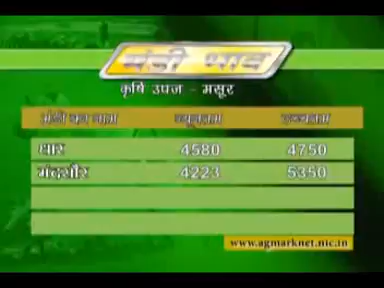 मंडी भाव
कृषि उपज - मसूर
मंडी का नाम न्यूनतम उच्चतम
धार 4580 4750
मंदसौर 4223 5350
www.agmarknet.nic.in